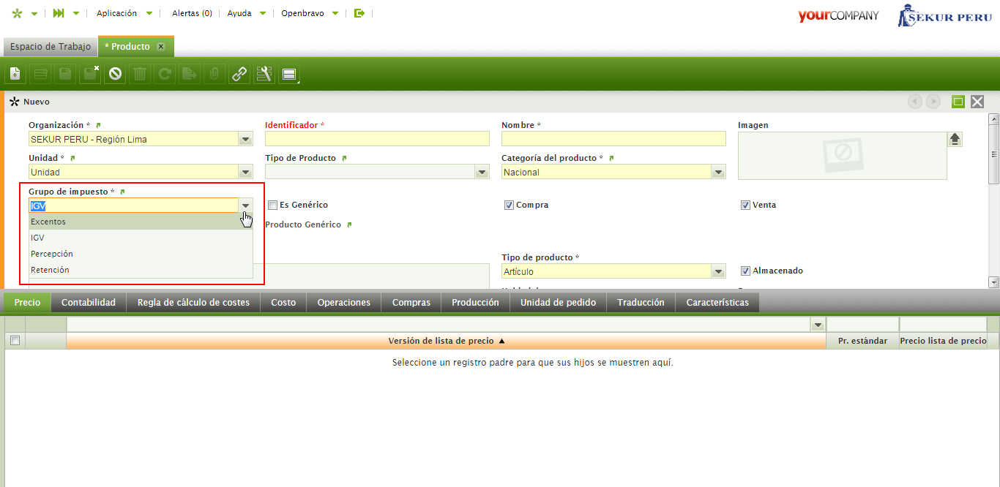 Aplicación Alertas (0) Ayuda Openbravo yourCOMPANY SEKUR PERU
Espacio de Trabajo * Producto
Nuevo
Organización * Identificador * Nombre * Imagen
SEKUR PERU - Región Lima
Unidad * Tipo de Producto Categoría del producto *
Unidad Nacional
Grupo de impuesto *
IGV Es Genérico Compra Venta
Excentos Producto Genérico
IGV
Percepción Tipo de producto *
Retención Artículo Almacenado
Precio Contabilidad Regla de cálculo de costes Costo Operaciones Compras Producción Unidad de pedido Traducción Características
Versión de lista de precio Pr. estándar Precio lista de precio
Seleccione un registro padre para que sus hijos se muestren aquí.